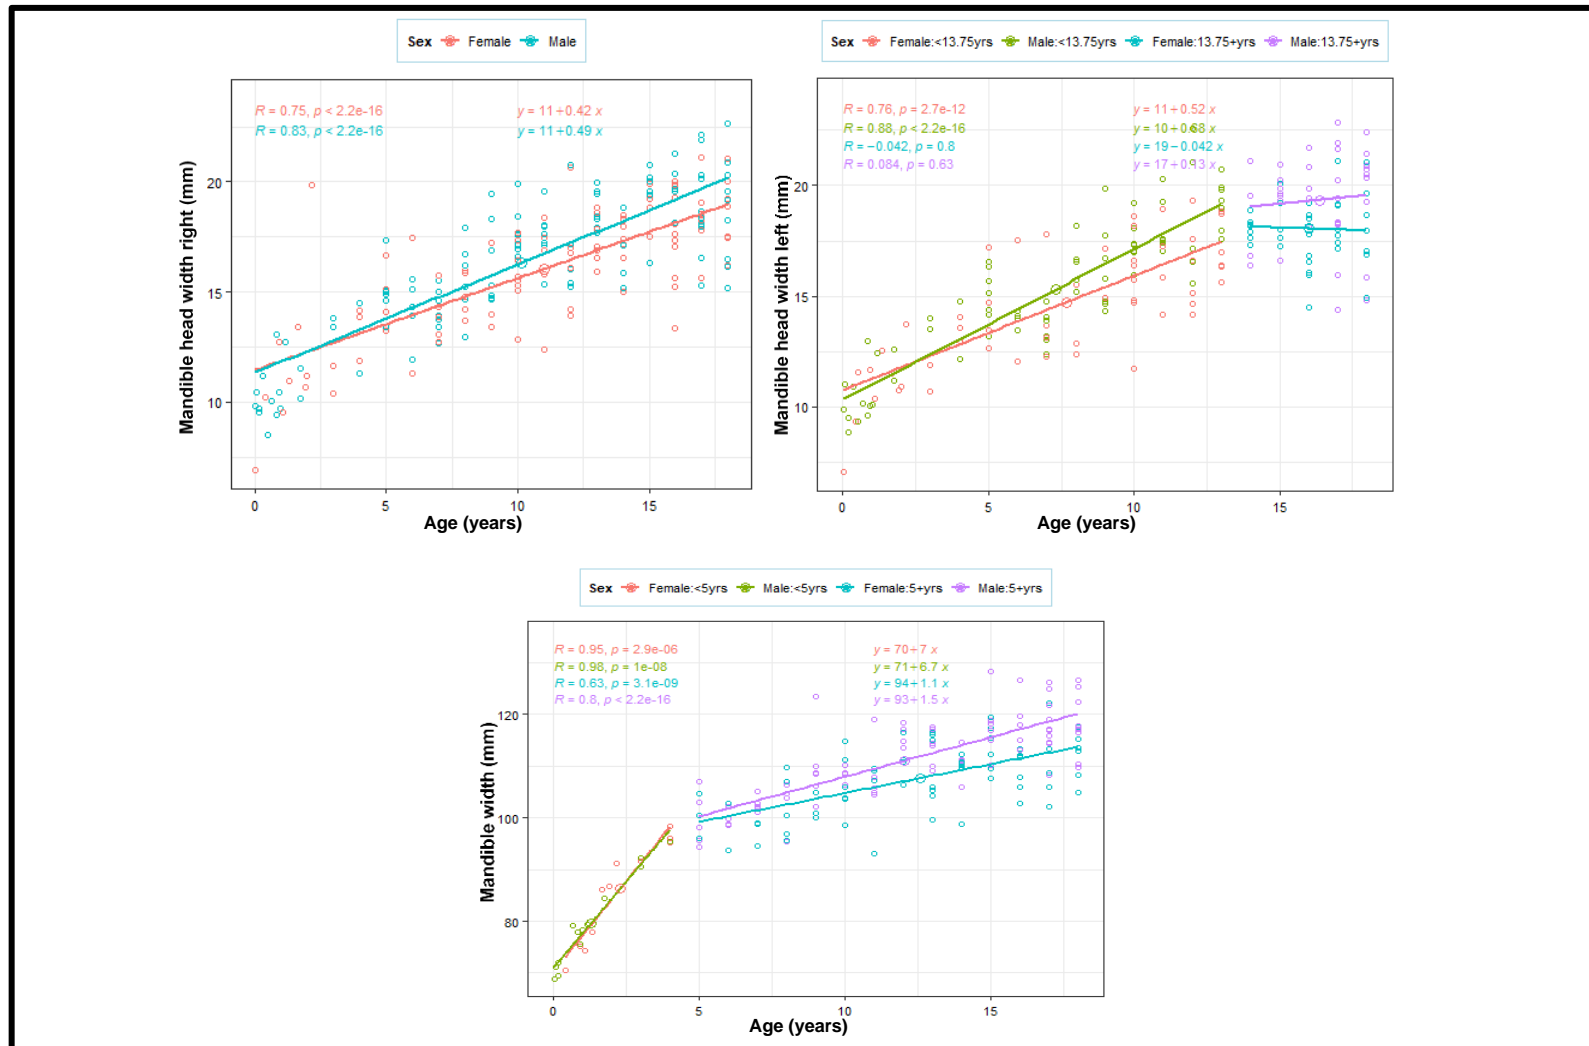 Sex Female Male
R = 0.75, p < 2.2e-16 y = 11+0.42 x
R = 0.83, p < 2.2e-16 y = 11+0.49 x
Mandible head width right (mm)
20
15
10
0 5 10 15
Age (years)
Sex Female:<13.75yrs Male:<13.75yrs Female:13.75+yrs Male:13.75+yrs
R = 0.76, p = 2.7e-12 y = 11+0.52 x
R = 0.88, p < 2.2e-16 y = 10+0.68 x
R = −0.042, p = 0.8 y = 19−0.042 x
R = 0.084, p = 0.63 y = 17+0.13 x
Mandible head width left (mm)
20
15
10
0 5 10 15
Age (years)
Sex Female:<5yrs Male:<5yrs Female:5+yrs Male:5+yrs
R = 0.95, p = 2.9e-06 y = 70+7 x
R = 0.98, p = 1e-08 y = 71+6.7 x
R = 0.63, p = 3.1e-09 y = 94+1.1 x
R = 0.8, p < 2.2e-16 y = 93+1.5 x
Mandible width (mm)
120
100
80
0 5 10 15
Age (years)